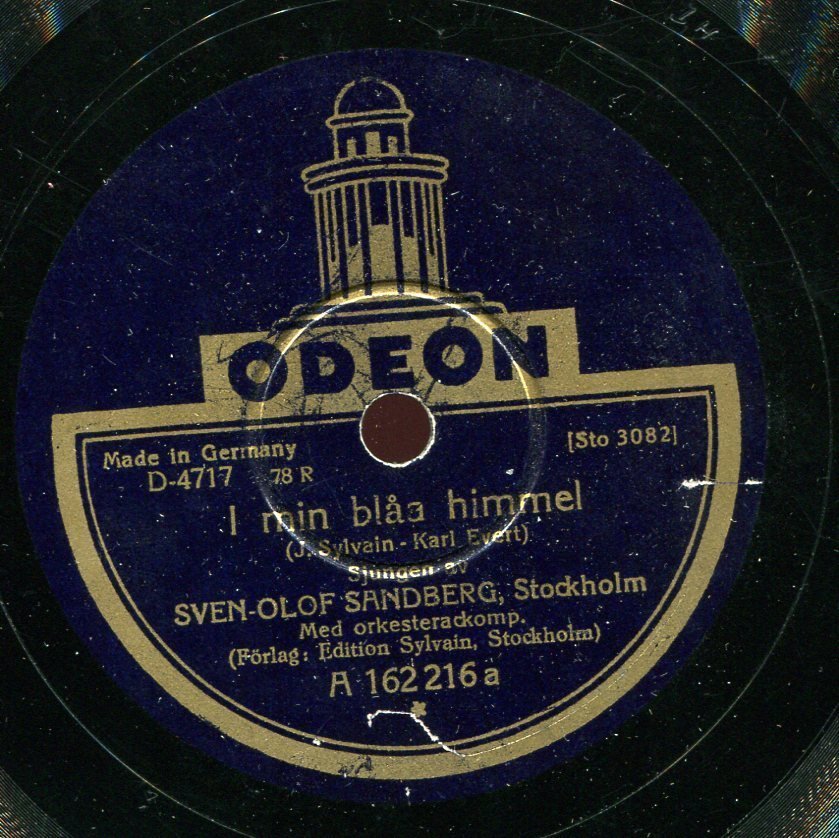 JH
ODEON
Made in Germany [Sto 3082]
D-4717 78 R
I min blåa himmel
(J. Sylvain - Karl Evert)
Sjungen av
SVEN-OLOF SANDBERG, Stockholm
Med orkesterackomp.
(Förlag: Edition Sylvain, Stockholm)
A 162 216 a